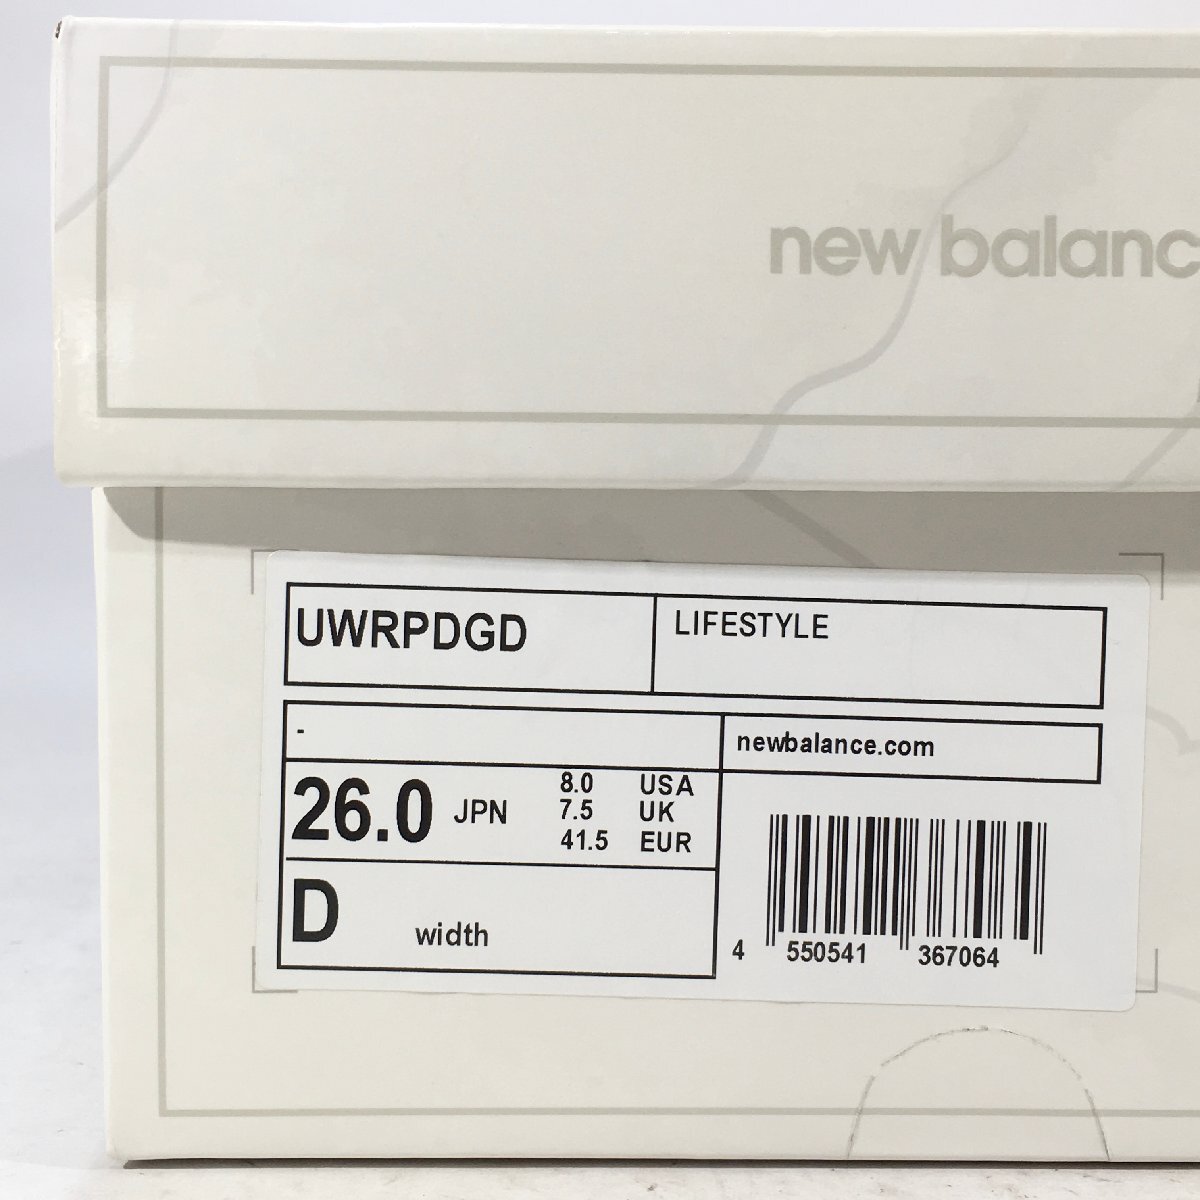 new balanc
UWRPDGD
LIFESTYLE
-
newbalance.com
26.0 JPN
8.0 USA
7.5 UK
41.5 EUR
D width
4 550541 367064